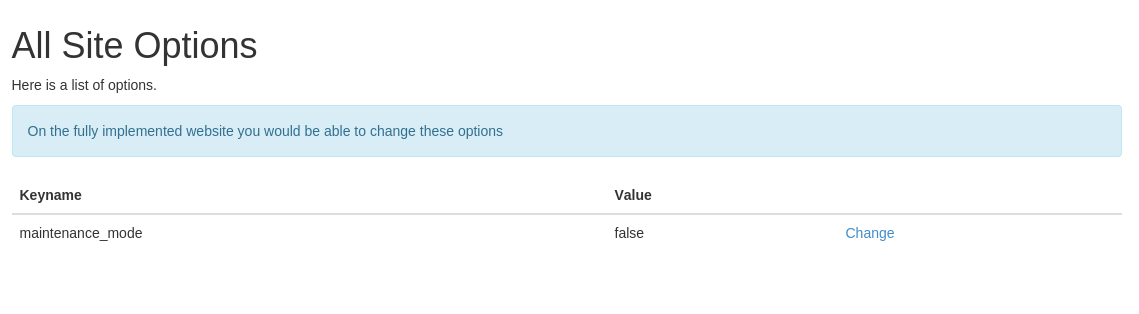 All Site Options
Here is a list of options.
On the fully implemented website you would be able to change these options
Keyname Value
maintenance_mode false Change